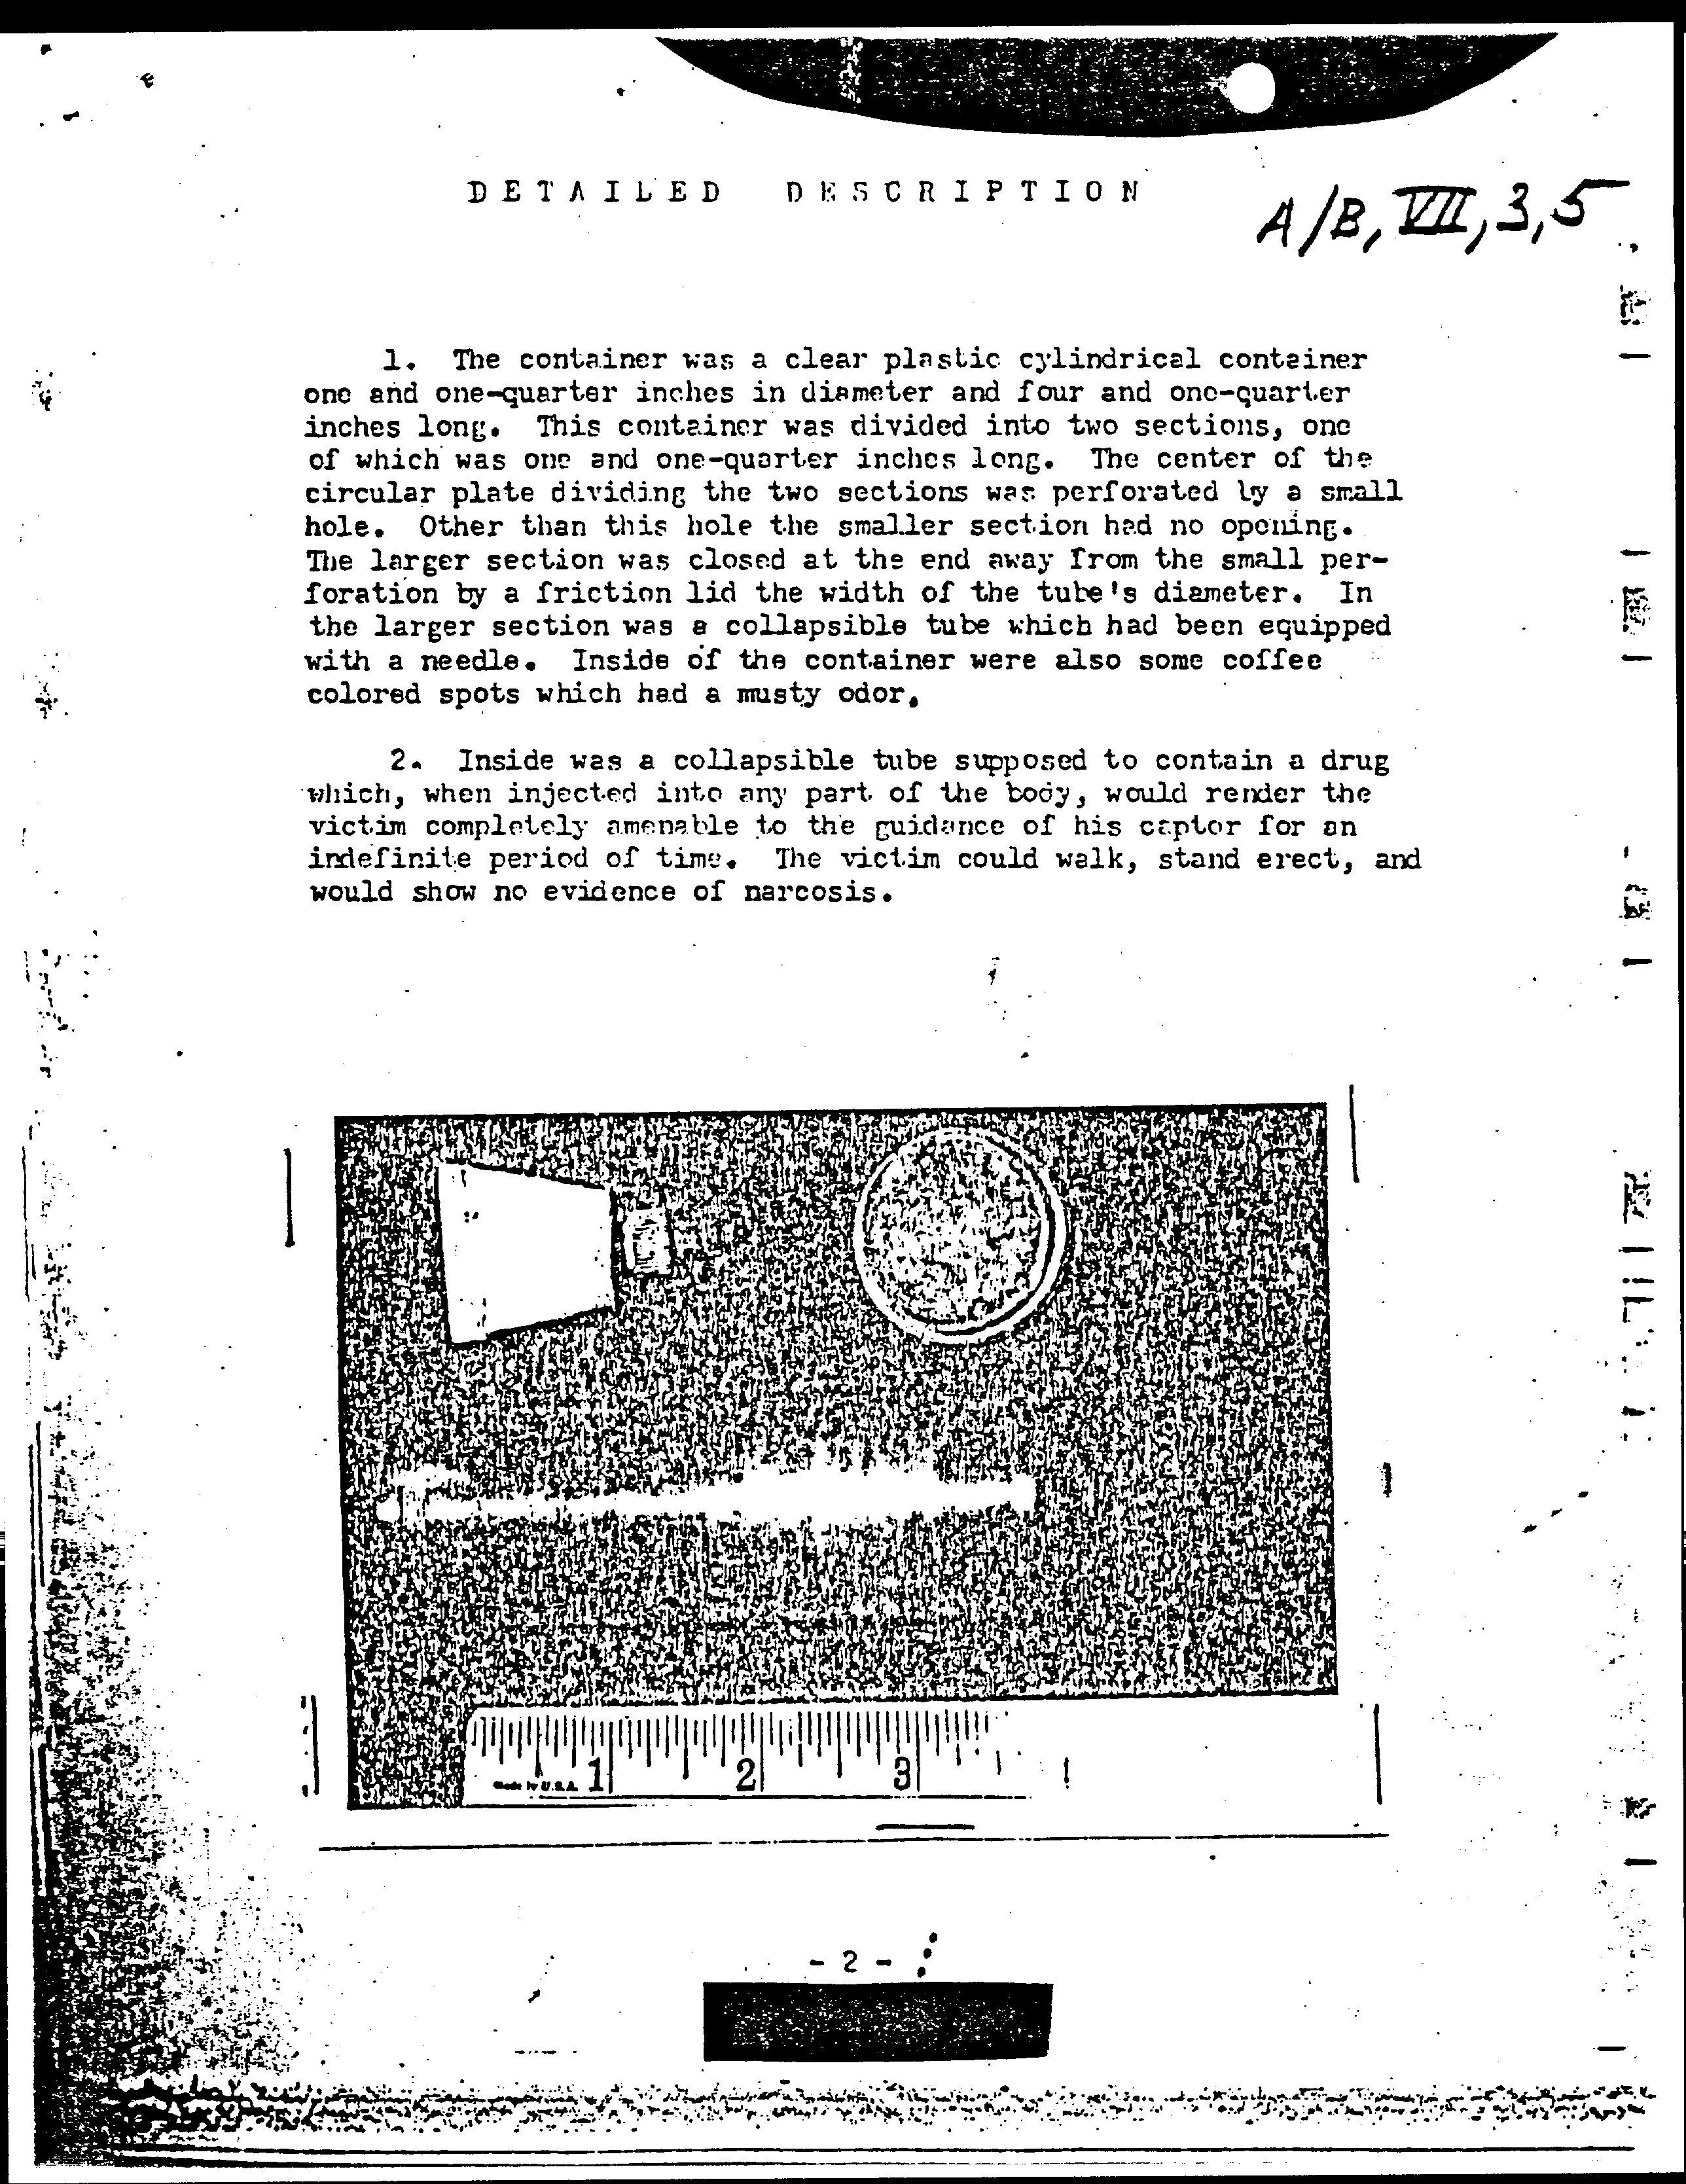 DETAILED DESCRIPTION
A/B, VII, 3, 5
1. The container was a clear plastic cylindrical container
one and one-quarter inches in diameter and four and one-quarter
inches long. This container was divided into two sections, one
of which was one and one-quarter inches long. The center of the
circular plate dividing the two sections was perforated by a small
hole. Other than this hole the smaller section had no opening.
The larger section was closed at the end away from the small per-
foration by a friction lid the width of the tube's diameter. In
the larger section was a collapsible tube which had been equipped
with a needle. Inside of the container were also some coffee
colored spots which had a musty odor.
2. Inside was a collapsible tube supposed to contain a drug
which, when injected into any part of the body, would render the
victim completely amenable to the guidance of his captor for an
indefinite period of time. The victim could walk, stand erect, and
would show no evidence of narcosis.
1 2 3
Made in U.S.A.
- 2 -